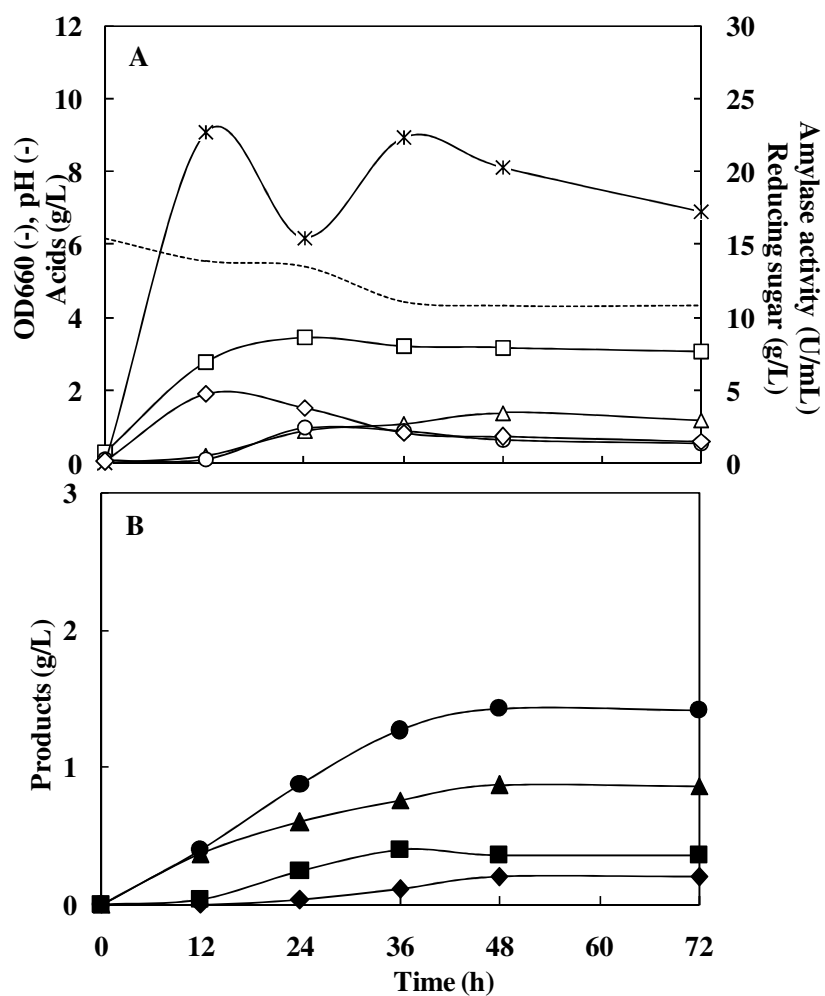 12
10
8
6
4
2
0
A
OD660 (-), pH (-)
Acids (g/L)
30
25
20
15
10
5
0
Amylase activity (U/mL)
Reducing sugar (g/L)
3
2
1
0
B
Products (g/L)
0 12 24 36 48 60 72
Time (h)